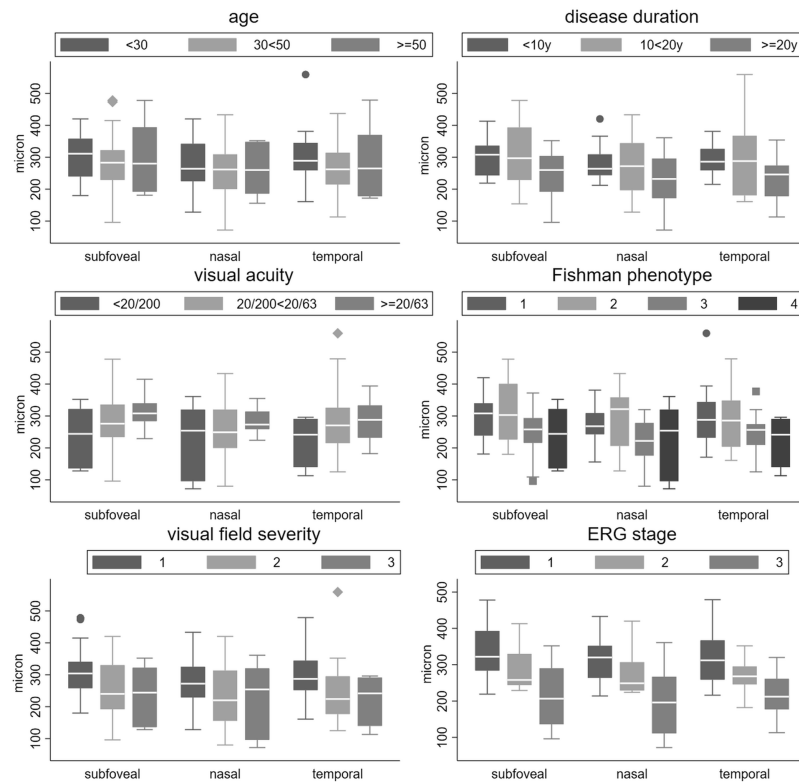 age
<30 30<50 >=50
micron
500
400
300
200
100
subfoveal nasal temporal
disease duration
<10y 10<20y >=20y
micron
500
400
300
200
100
subfoveal nasal temporal
visual acuity
<20/200 20/200<20/63 >=20/63
micron
500
400
300
200
100
subfoveal nasal temporal
Fishman phenotype
1 2 3 4
micron
500
400
300
200
100
subfoveal nasal temporal
visual field severity
1 2 3
micron
500
400
300
200
100
subfoveal nasal temporal
ERG stage
1 2 3
micron
500
400
300
200
100
subfoveal nasal temporal